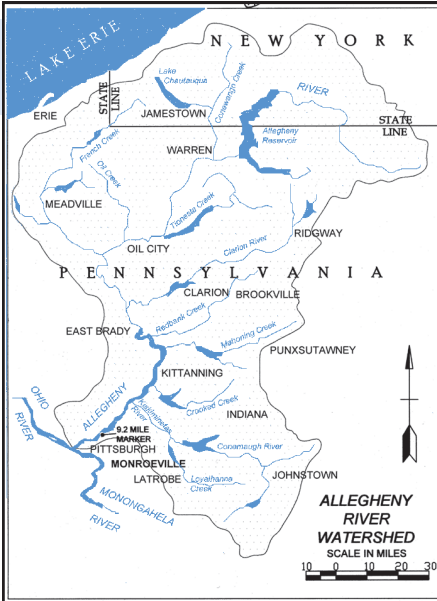 NEW YORK
LAKE ERIE
Lake
Chautauqua
Conewango Creek
RIVER
STATE
LINE
ERIE
JAMESTOWN
STATE
LINE
French Creek
Allegheny
Reservoir
WARREN
Oil Creek
MEADVILLE
Tionesta Creek
RIDGWAY
OIL CITY
Clarion River
PENNSYLVANIA
CLARION
BROOKVILLE
Redbank Creek
EAST BRADY
Mahoning Creek
PUNXSUTAWNEY
KITTANNING
OHIO
RIVER
ALLEGHENY
Kiskiminetas
River
Crooked Creek
INDIANA
9.2 MILE
MARKER
PITTSBURGH
Conemaugh River
MONROEVILLE
LATROBE
Loyalhanna
Creek
JOHNSTOWN
MONONGAHELA
RIVER
ALLEGHENY
RIVER
WATERSHED
SCALE IN MILES
10 0 10 20 30